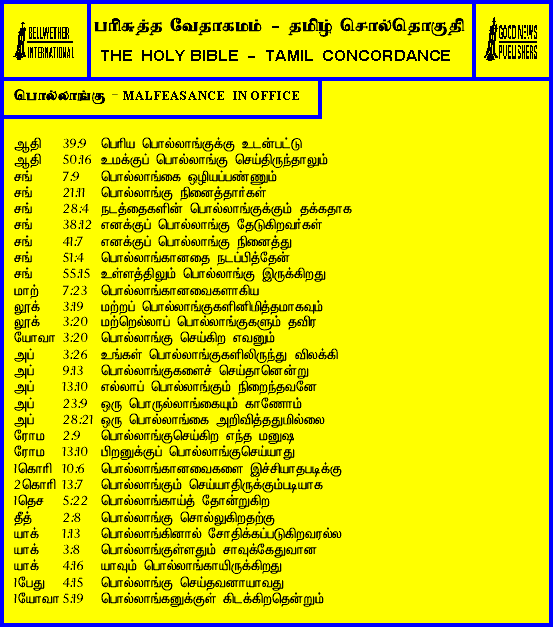 BELLWETHER
INTERNATIONAL
பரிசுத்த வேதாகமம் - தமிழ் சொல்தொகுதி
THE HOLY BIBLE - TAMIL CONCORDANCE
GOOD NEWS
PUBLISHERS
பொல்லாங்கு - MALFEASANCE IN OFFICE
ஆதி 39:9 பெரிய பொல்லாங்குக்கு உடன்பட்டு
ஆதி 50:16 உமக்குப் பொல்லாங்கு செய்திருந்தாலும்
சங் 7:9 பொல்லாங்கை ஒழியப்பண்ணும்
சங் 21:11 பொல்லாங்கு நினைத்தார்கள்
சங் 28:4 நடத்தைகளின் பொல்லாங்குக்கும் தக்கதாக
சங் 38:12 எனக்குப் பொல்லாங்கு தேடுகிறவர்கள்
சங் 41:7 எனக்குப் பொல்லாங்கு நினைத்து
சங் 51:4 பொல்லாங்கானதை நடப்பித்தேன்
சங் 55:15 உள்ளத்திலும் பொல்லாங்கு இருக்கிறது
மாற் 7:23 பொல்லாங்கானவைகளாகிய
லூக் 3:19 மற்றப் பொல்லாங்குகளினிமித்தமாகவும்
லூக் 3:20 மற்றெல்லாப் பொல்லாங்குகளும் தவிர
யோவா 3:20 பொல்லாங்கு செய்கிற எவனும்
அப் 3:26 உங்கள் பொல்லாங்குகளிலிருந்து விலக்கி
அப் 9:13 பொல்லாங்குகளைச் செய்தானென்று
அப் 13:10 எல்லாப் பொல்லாங்கும் நிறைந்தவனே
அப் 23:9 ஒரு பொருல்லாங்கையும் காணோம்
அப் 28:21 ஒரு பொல்லாங்கை அறிவித்ததுமில்லை
ரோம 2:9 பொல்லாங்குசெய்கிற எந்த மனுஷ
ரோம 13:10 பிறனுக்குப் பொல்லாங்குசெய்யாது
1கொரி 10:6 பொல்லாங்கானவைகளை இச்சியாதபடிக்கு
2கொரி 13:7 பொல்லாங்கும் செய்யாதிருக்கும்படியாக
1தெச 5:22 பொல்லாங்காய்த் தோன்றுகிற
தீத் 2:8 பொல்லாங்கு சொல்லுகிறதற்கு
யாக் 1:13 பொல்லாங்கினால் சோதிக்கப்படுகிறவரல்ல
யாக் 3:8 பொல்லாங்குள்ளதும் சாவுக்கேதுவான
யாக் 4:16 யாவும் பொல்லாங்காயிருக்கிறது
1பேது 4:15 பொல்லாங்கு செய்தவனாயாவது
1யோவா 5:19 பொல்லாங்கனுக்குள் கிடக்கிறதென்றும்